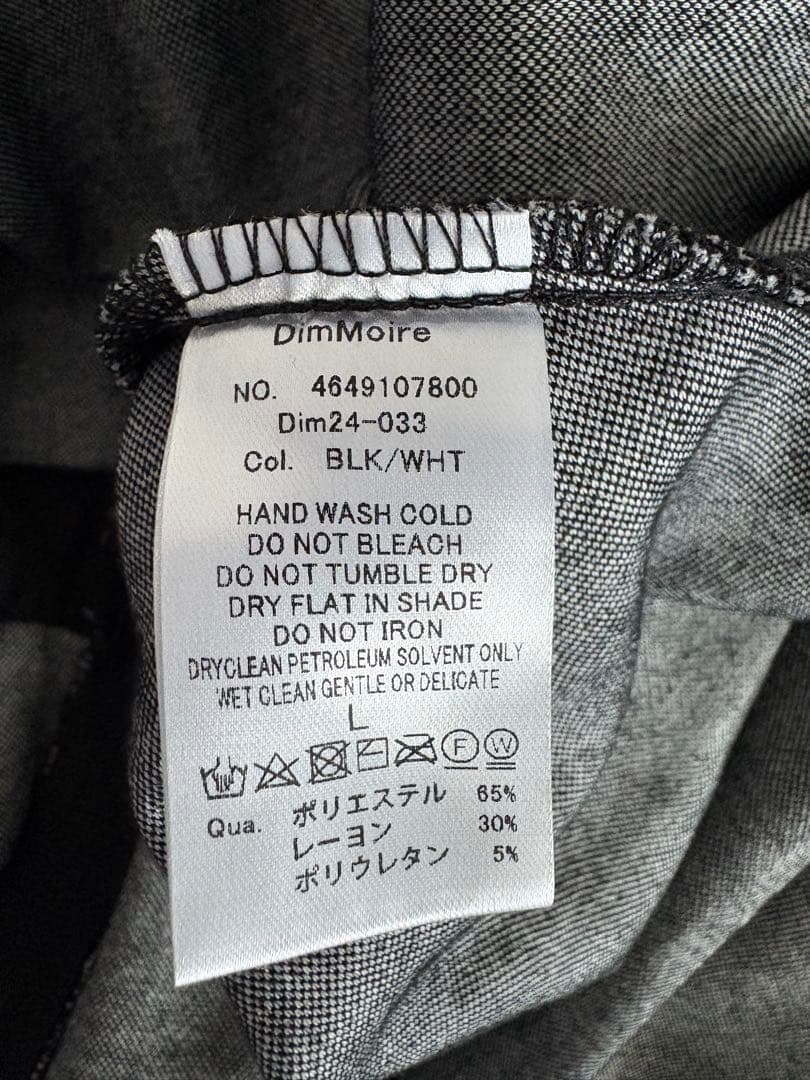 DimMoire
NO. 4649107800
Dim24-033
Col. BLK/WHT
HAND WASH COLD
DO NOT BLEACH
DO NOT TUMBLE DRY
DRY FLAT IN SHADE
DO NOT IRON
DRYCLEAN PETROLEUM SOLVENT ONLY
WET CLEAN GENTLE OR DELICATE
L
F W
Qua. ポリエステル 65%
レーヨン 30%
ポリウレタン 5%